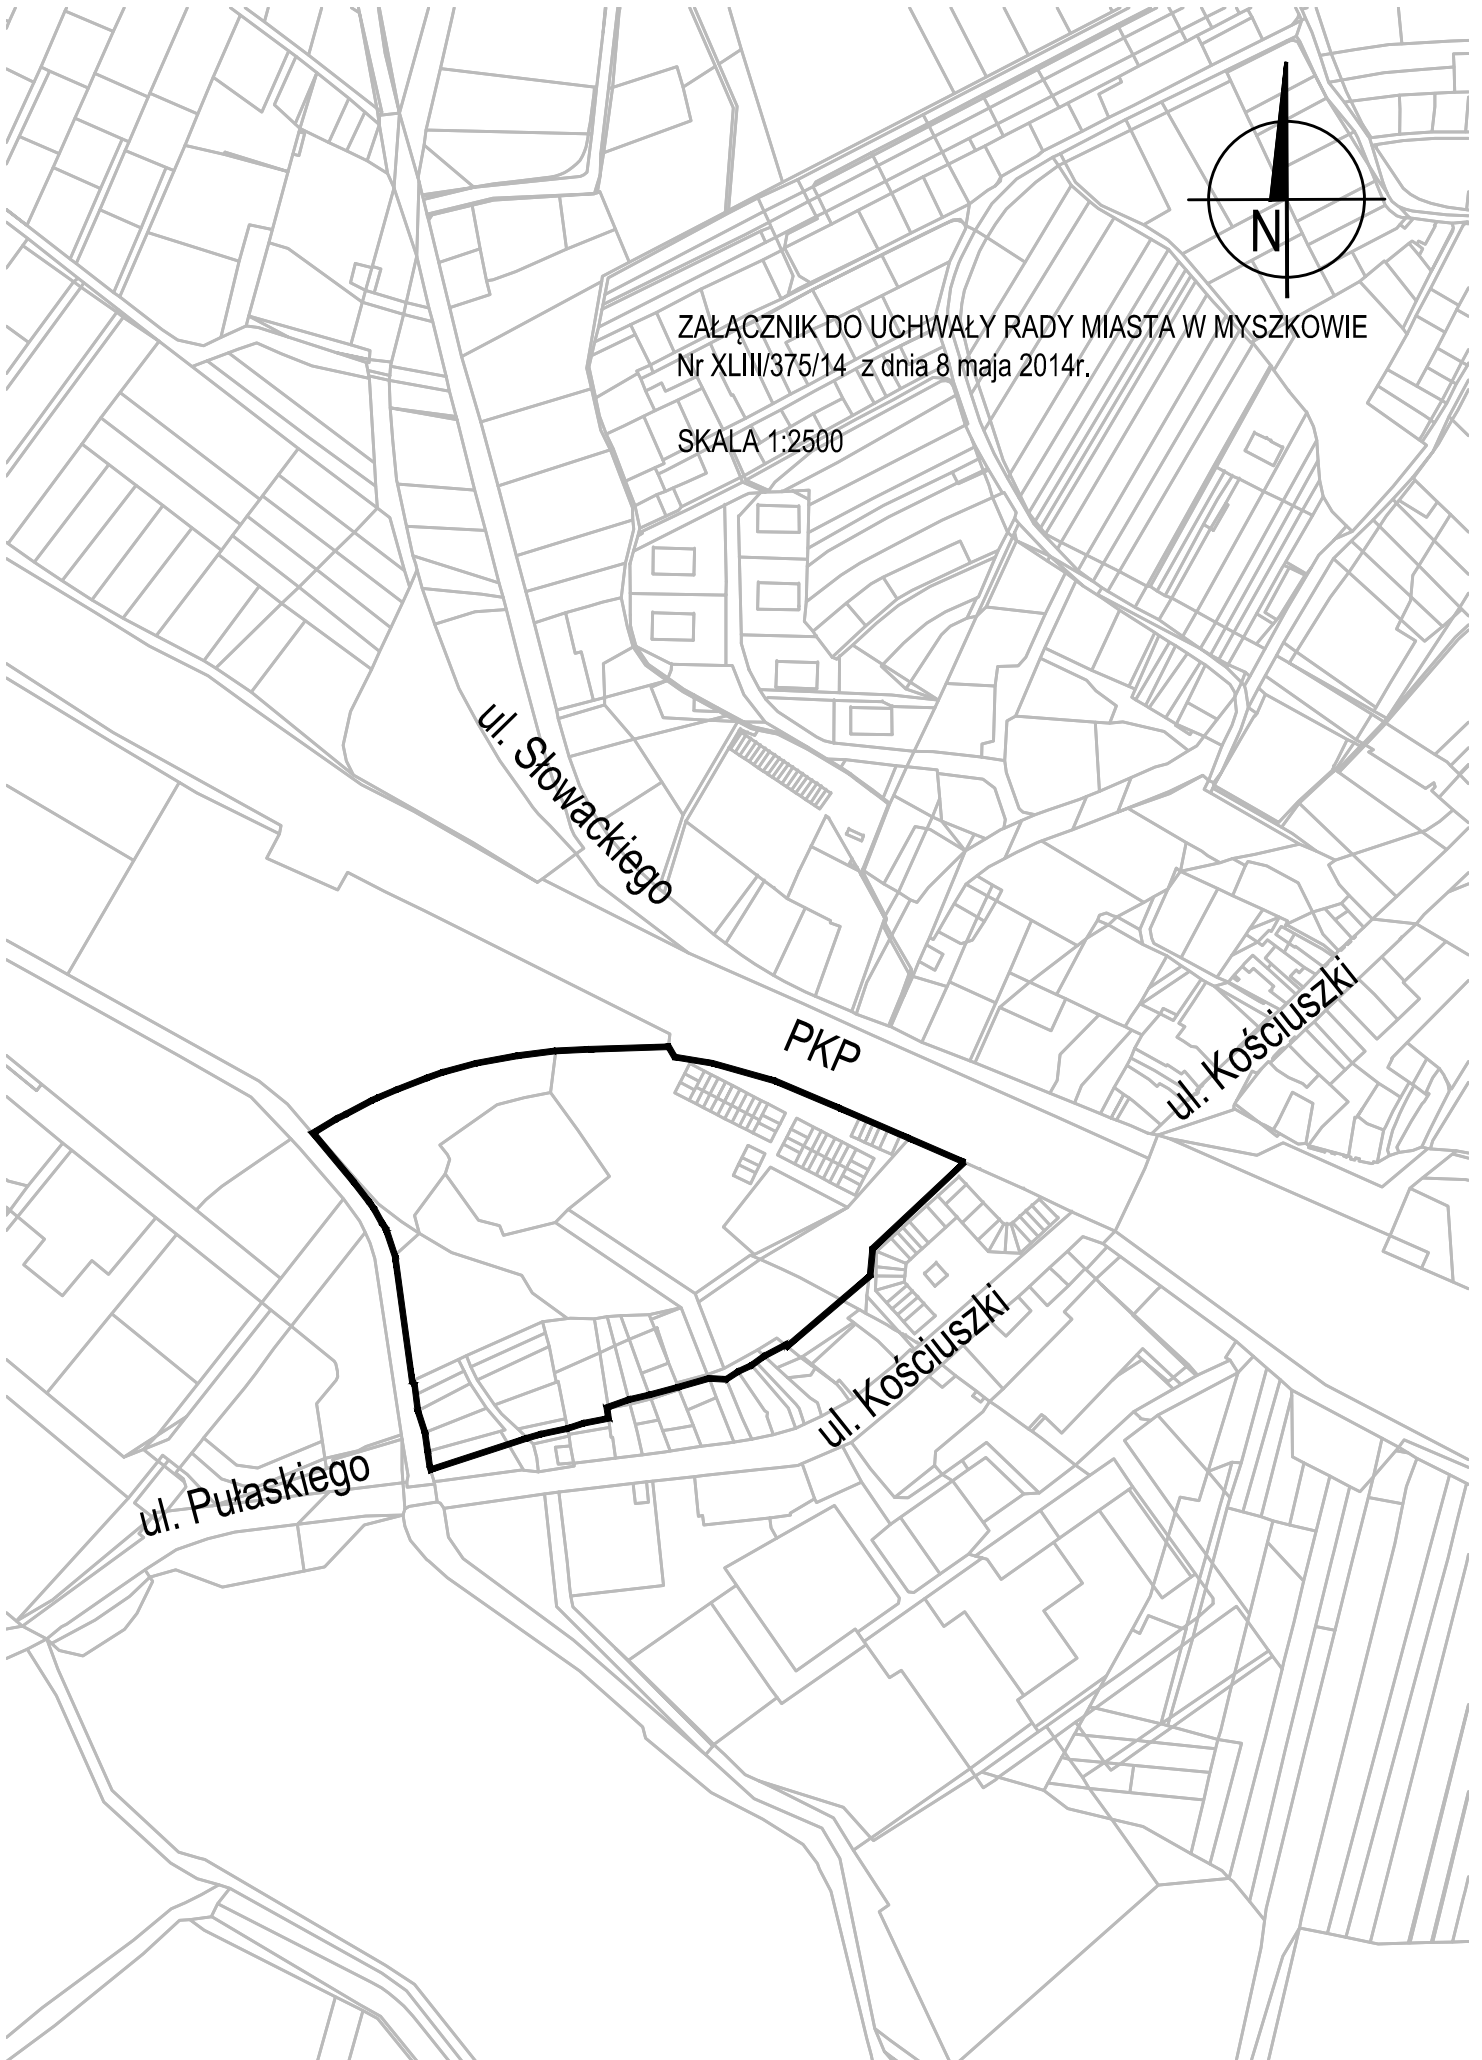 N
ZAŁĄCZNIK DO UCHWAŁY RADY MIASTA W MYSZKOWIE
Nr XLIII/375/14 z dnia 8 maja 2014r.
SKALA 1:2500
ul. Słowackiego
PKP
ul. Kościuszki
ul. Kościuszki
ul. Pułaskiego